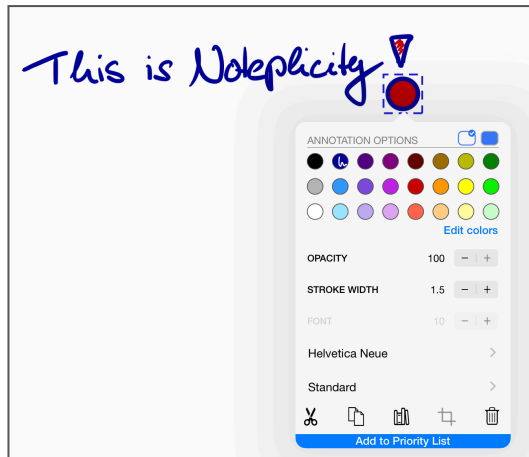 This is Noteplicity!
ANNOTATION OPTIONS
Edit colors
OPACITY 100 − +
STROKE WIDTH 1.5 − +
FONT 10 − +
Helvetica Neue
Standard
Add to Priority List